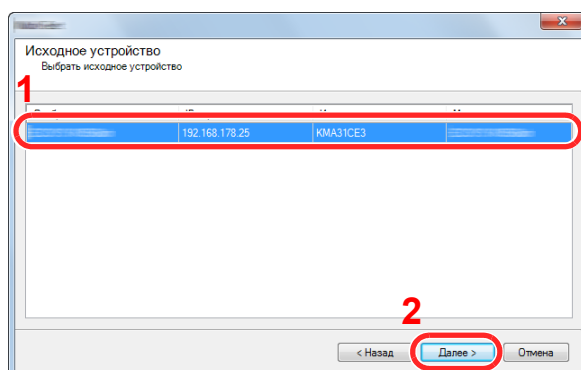 Исходное устройство
Выбрать исходное устройство
1
192.168.178.25 KMA31CE3
2
< Назад Далее > Отмена